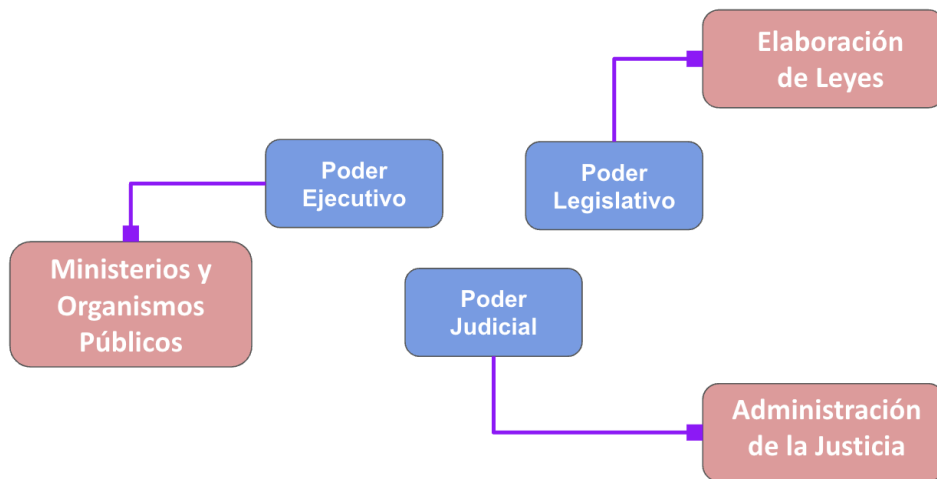 Elaboración
de Leyes
Poder
Ejecutivo
Poder
Legislativo
Ministerios y
Organismos
Públicos
Poder
Judicial
Administración
de la Justicia